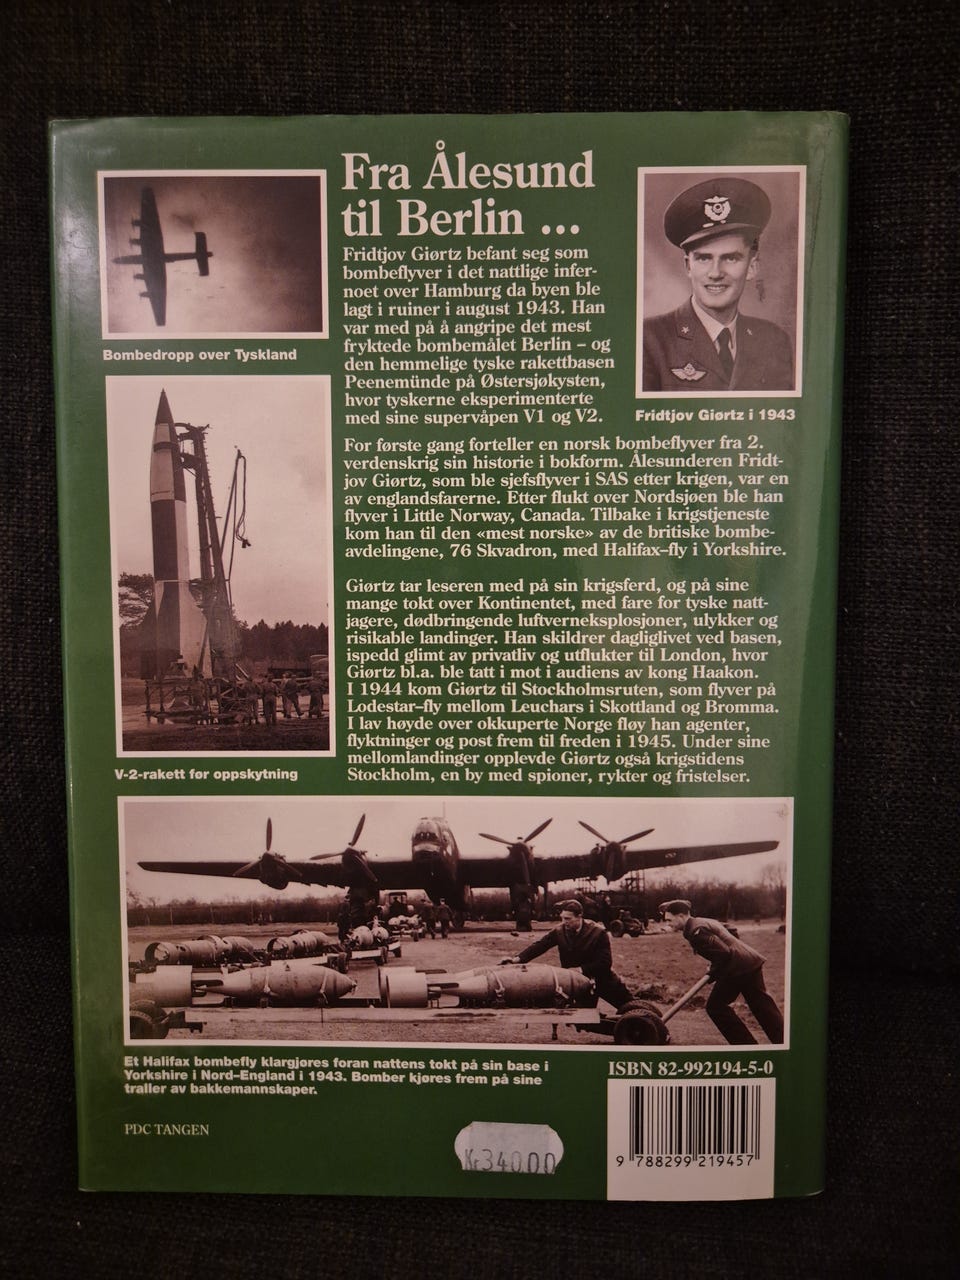 Fra Ålesund
til Berlin ...
Fridtjov Giørtz befant seg som
bombeflyver i det nattlige infer-
noet over Hamburg da byen ble
lagt i ruiner i august 1943. Han
var med på å angripe det mest
fryktede bombemålet Berlin – og
den hemmelige tyske rakettbasen
Peenemünde på Østersjøkysten,
hvor tyskerne eksperimenterte
med sine supervåpen V1 og V2.
Bombedropp over Tyskland
Fridtjov Giørtz i 1943
For første gang forteller en norsk bombeflyver fra 2.
verdenskrig sin historie i bokform. Ålesunderen Fridt-
jov Giørtz, som ble sjefsflyver i SAS etter krigen, var en
av englandsfarerne. Etter flukt over Nordsjøen ble han
flyver i Little Norway, Canada. Tilbake i krigstjeneste
kom han til den «mest norske» av de britiske bombe-
avdelingene, 76 Skvadron, med Halifax–fly i Yorkshire.
Giørtz tar leseren med på sin krigsferd, og på sine
mange tokt over Kontinentet, med fare for tyske natt-
jagere, dødbringende luftverneksplosjoner, ulykker og
risikable landinger. Han skildrer dagliglivet ved basen,
ispedd glimt av privatliv og utflukter til London, hvor
Giørtz bl.a. ble tatt i mot i audiens av kong Haakon.
I 1944 kom Giørtz til Stockholmsruten, som flyver på
Lodestar–fly mellom Leuchars i Skottland og Bromma.
I lav høyde over okkuperte Norge fløy han agenter,
flyktninger og post frem til freden i 1945. Under sine
mellomlandinger opplevde Giørtz også krigstidens
Stockholm, en by med spioner, rykter og fristelser.
V-2-rakett før oppskytning
Et Halifax bombefly klargjøres foran nattens tokt på sin base i
Yorkshire i Nord–England i 1943. Bomber kjøres frem på sine
traller av bakkemannskaper.
PDC TANGEN
Kr 340.00
ISBN 82-992194-5-0
9 788299 219457